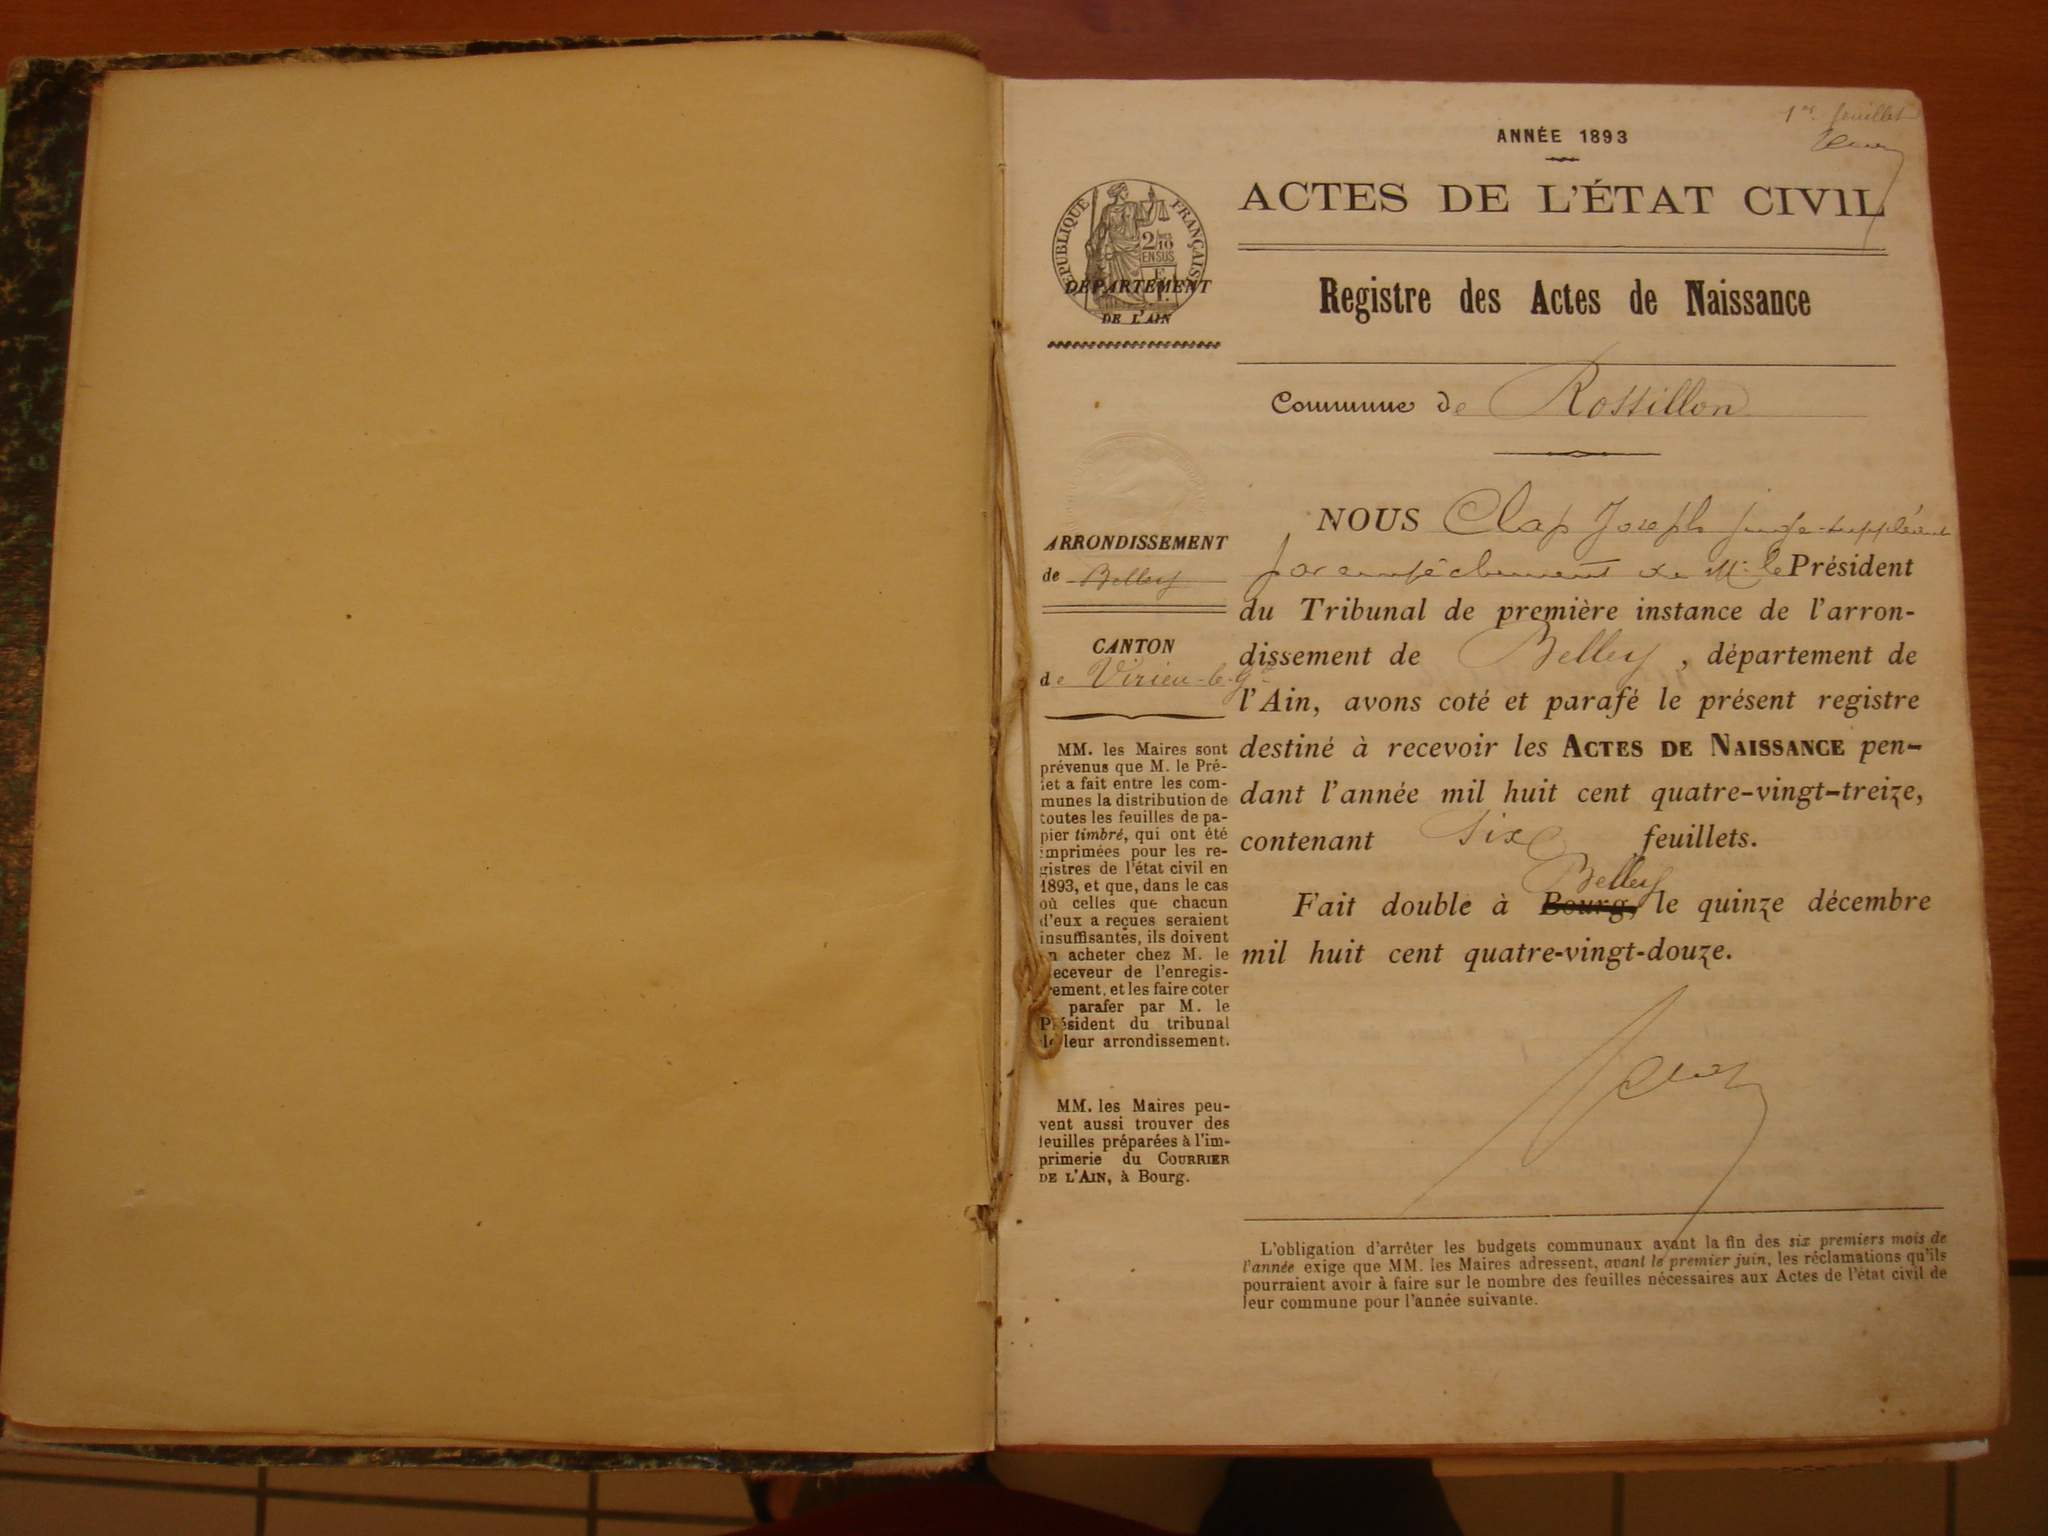 1er feuillet
ANNÉE 1893
ACTES DE L'ÉTAT CIVIL
RÉPUBLIQUE FRANÇAISE
2/10
EN SUS
DÉPARTEMENT
DE L'AIN
Registre des Actes de Naissance
Commune de Rossillon
ARRONDISSEMENT
de Belley
CANTON
de Virieu-le-Gd
MM. les Maires sont
prévenus que M. le Pré-
fet a fait entre les com-
munes la distribution de
toutes les feuilles de pa-
pier timbré, qui ont été
imprimées pour les re-
gistres de l'état civil en
1893, et que, dans le cas
où celles que chacun
d'eux a reçues seraient
insuffisantes, ils doivent
en acheter chez M. le
Receveur de l'enregis-
trement, et les faire coter
parafer par M. le
Président du tribunal
de leur arrondissement.
MM. les Maires peu-
vent aussi trouver des
feuilles préparées à l'im-
primerie du COURRIER
DE L'AIN, à Bourg.
NOUS Clap Joseph juge-suppléant
par empêchement de Mr le Président
du Tribunal de première instance de l'arron-
dissement de Belley, département de
l'Ain, avons coté et parafé le présent registre
destiné à recevoir les ACTES DE NAISSANCE pen-
dant l'année mil huit cent quatre-vingt-treize,
contenant six feuillets.
Belley
Fait double à Bourg, le quinze décembre
mil huit cent quatre-vingt-douze.
L'obligation d'arrêter les budgets communaux avant la fin des six premiers mois de
l'année exige que MM. les Maires adressent, avant le premier juin, les réclamations qu'ils
pourraient avoir à faire sur le nombre des feuilles nécessaires aux Actes de l'état civil de
leur commune pour l'année suivante.